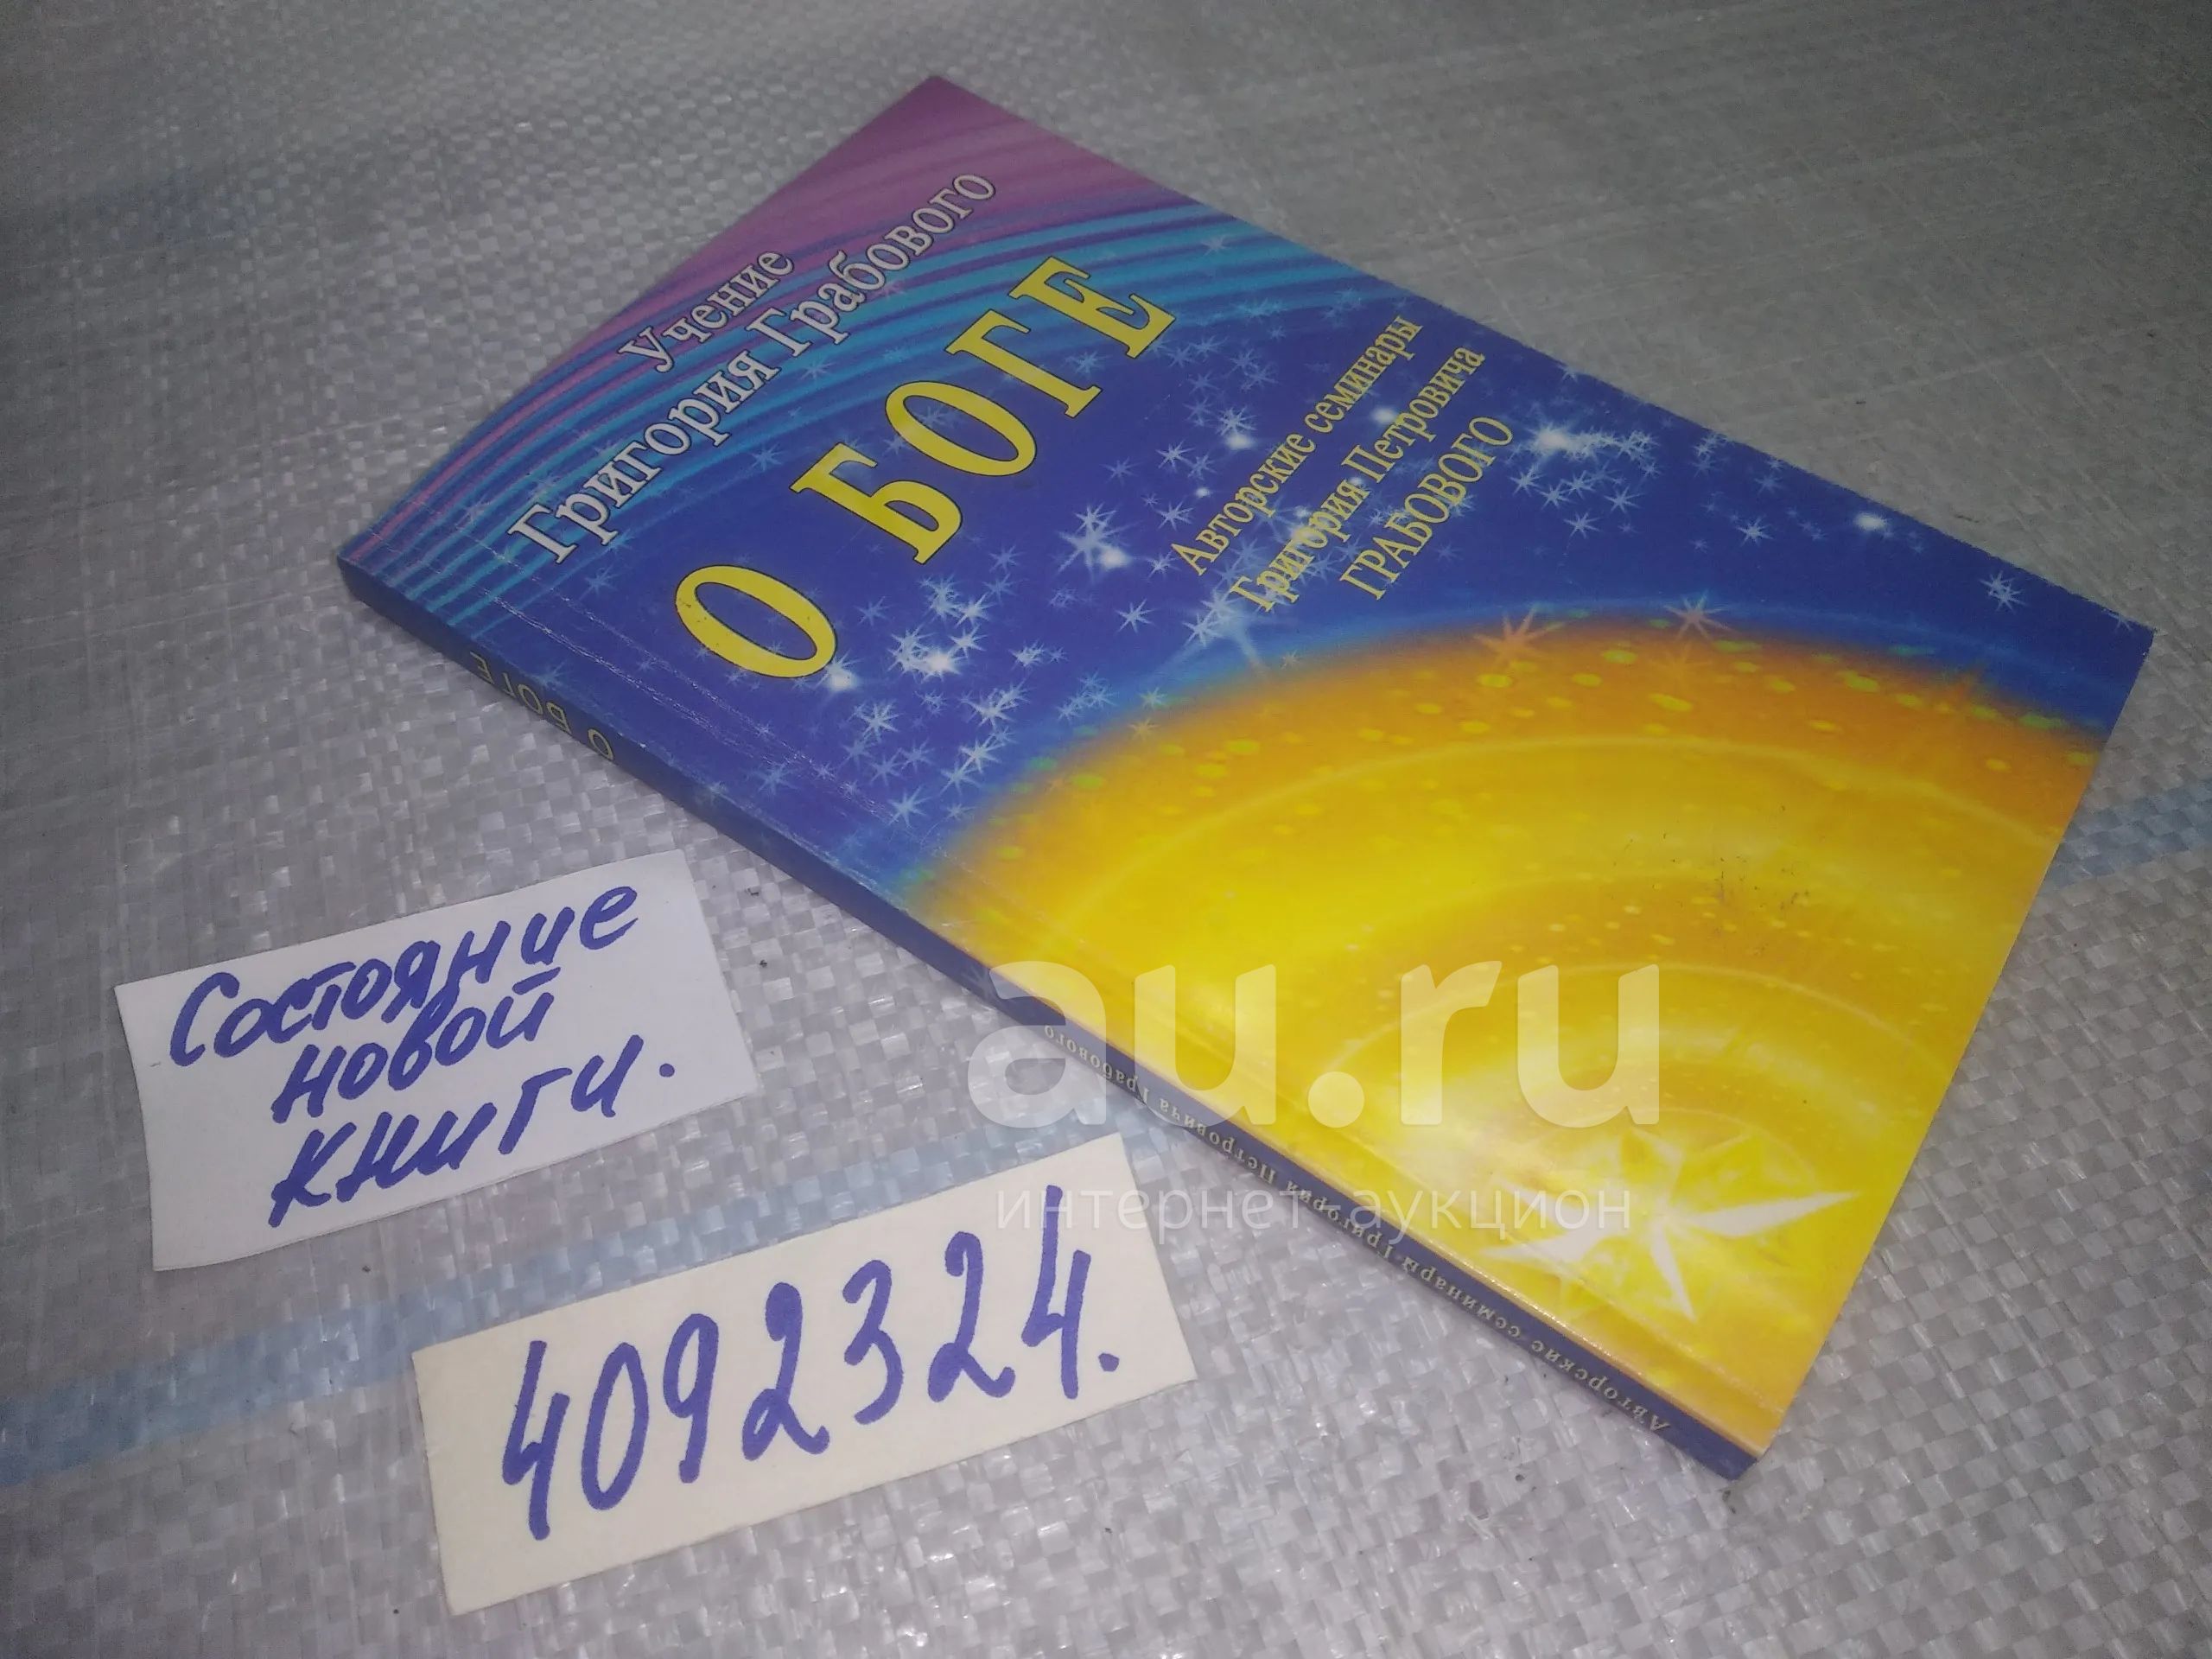 Учение
Григория Грабового
О БОГЕ
Авторские семинары
Григория Петровича
ГРАБОВОГО
О БОГЕ
Авторские семинары Григория Петровича Грабового
au.ru
интернет-аукцион
Состояние
новой
книги.
4092324.